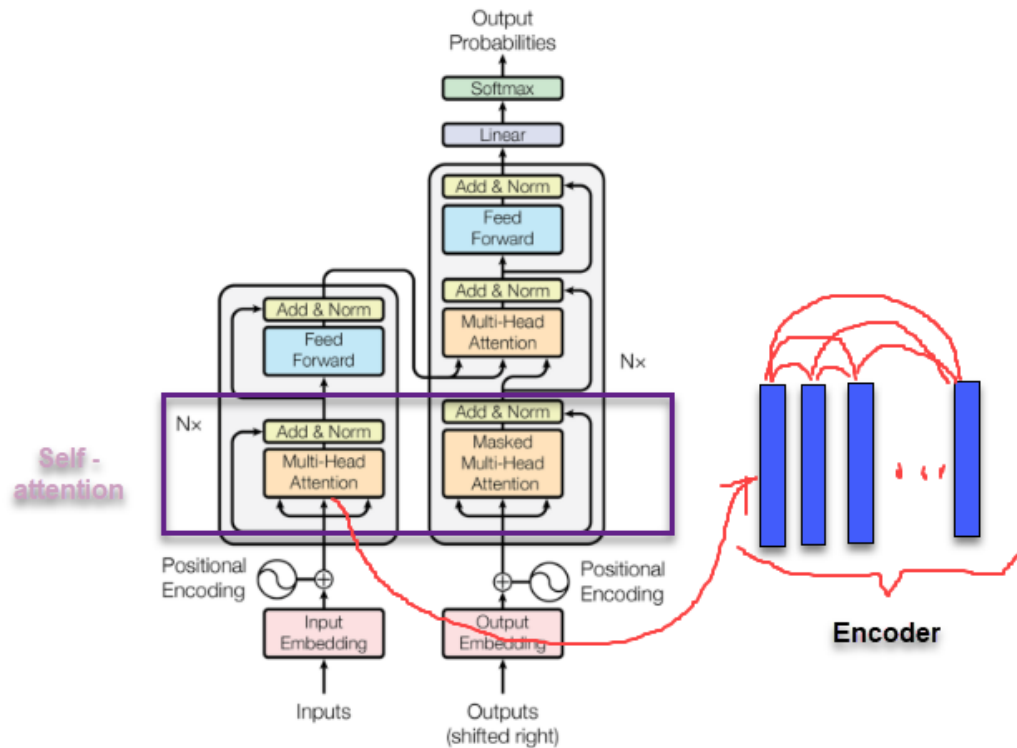 Output
Probabilities
Softmax
Linear
Add & Norm
Feed
Forward
Add & Norm
Multi-Head
Attention
Nx
Add & Norm
Masked
Multi-Head
Attention
Add & Norm
Feed
Forward
Nx
Add & Norm
Multi-Head
Attention
Self -
attention
Positional
Encoding
Positional
Encoding
Input
Embedding
Output
Embedding
Inputs
Outputs
(shifted right)
Encoder